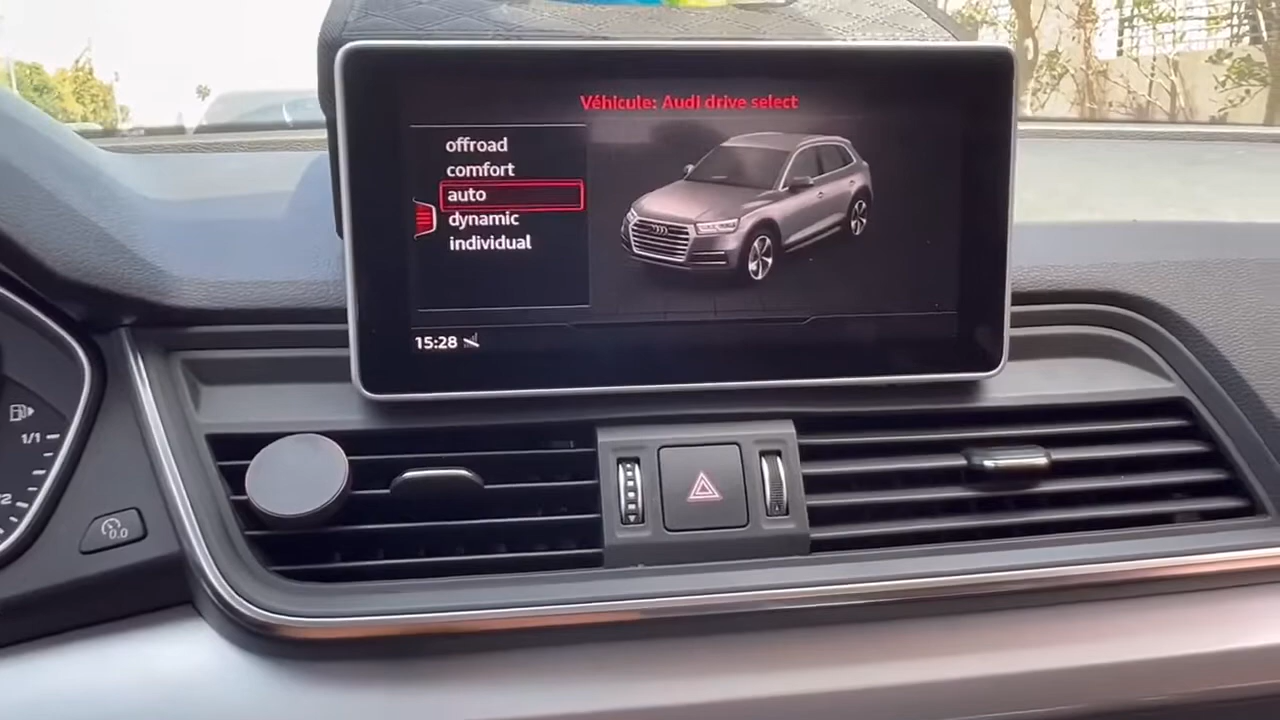 Véhicule: Audi drive select
offroad
comfort
auto
dynamic
individual
15:28
1/1
0.0